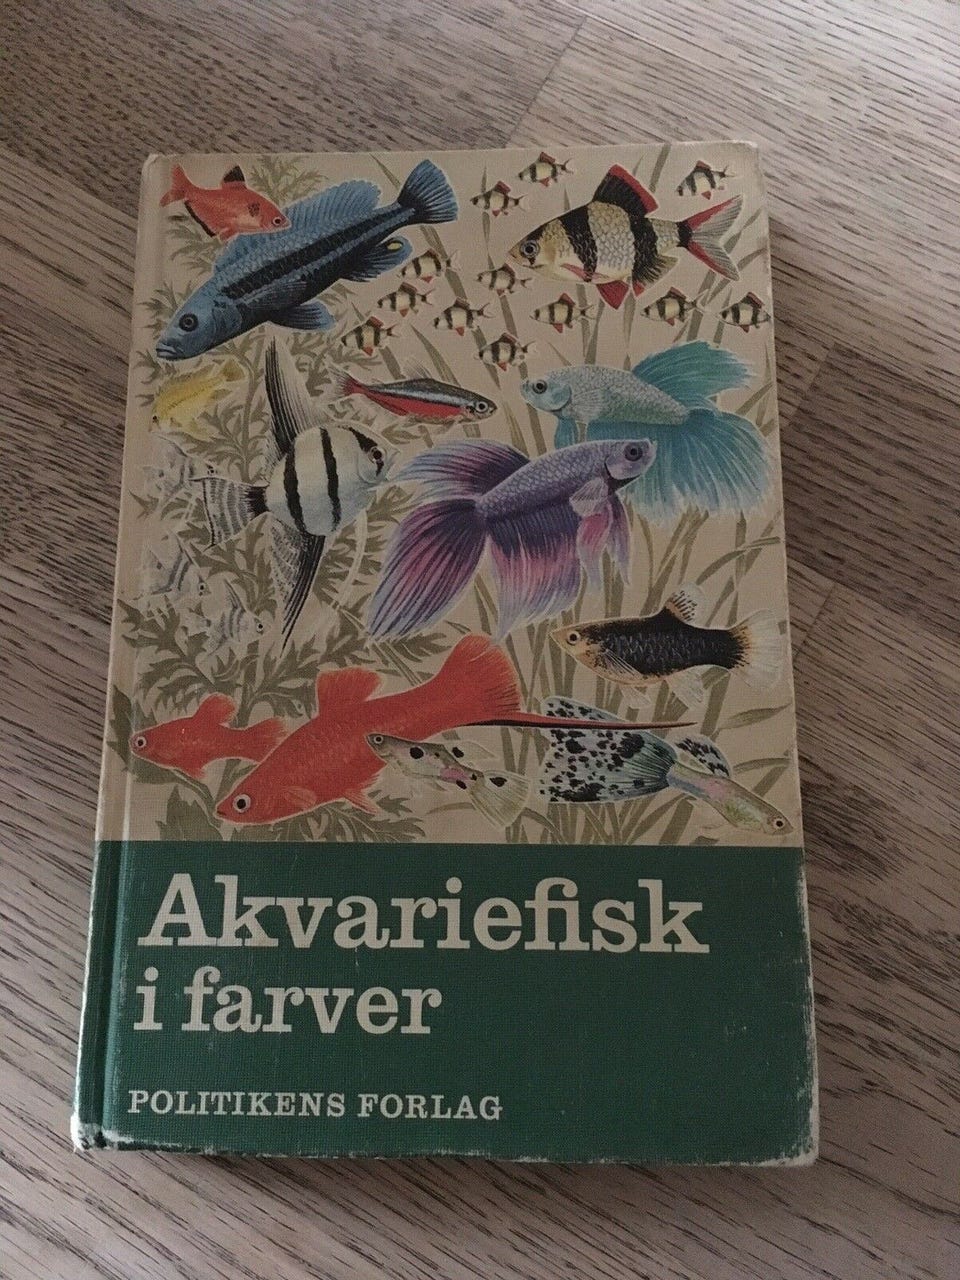 Akvariefisk
i farver
POLITIKENS FORLAG